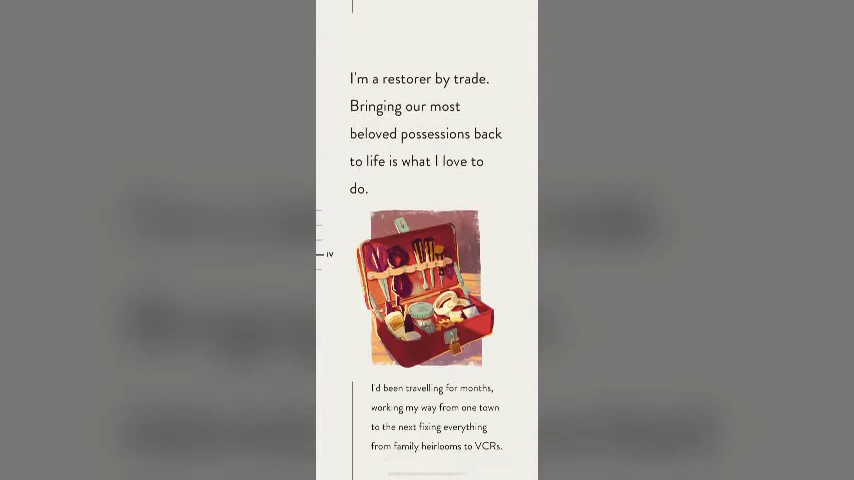 I'm a restorer by trade.
Bringing our most
beloved possessions back
to life is what I love to
do.
IV
I'd been travelling for months,
working my way from one town
to the next fixing everything
from family heirlooms to VCRs.